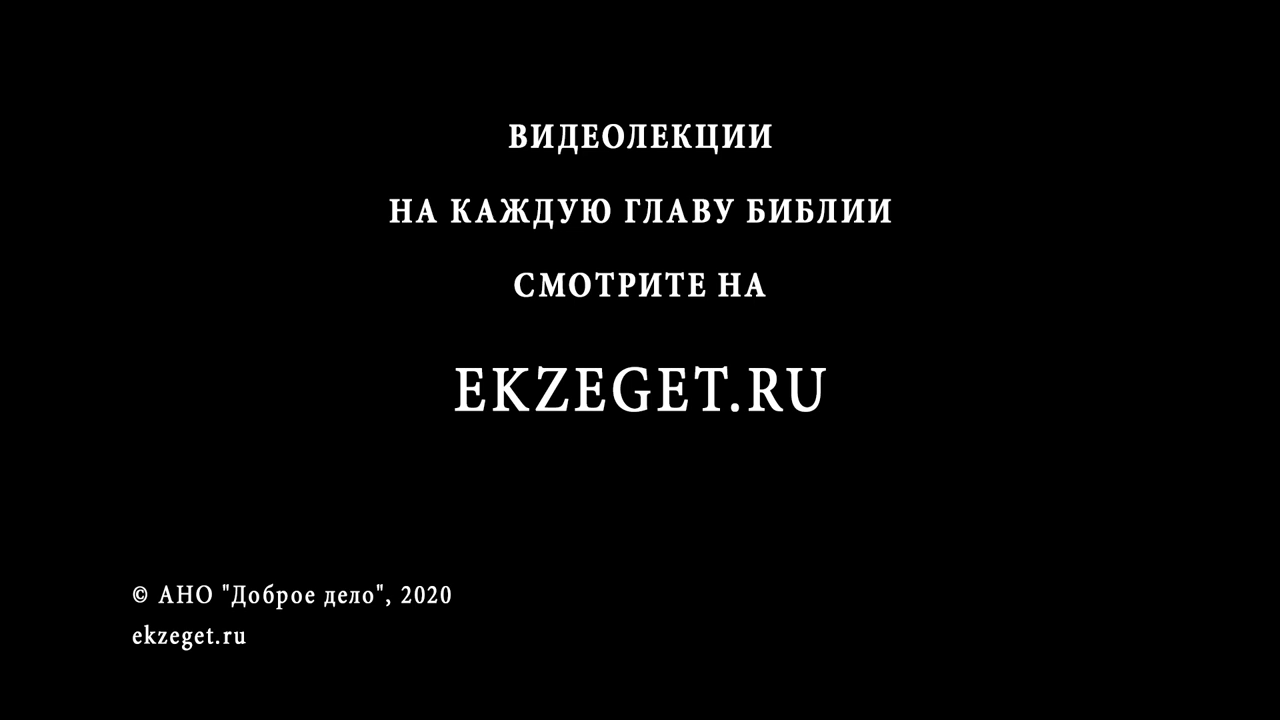 ВИДЕОЛЕКЦИИ
НА КАЖДУЮ ГЛАВУ БИБЛИИ
СМОТРИТЕ НА
EKZEGET.RU
© АНО "Доброе дело", 2020
ekzeget.ru